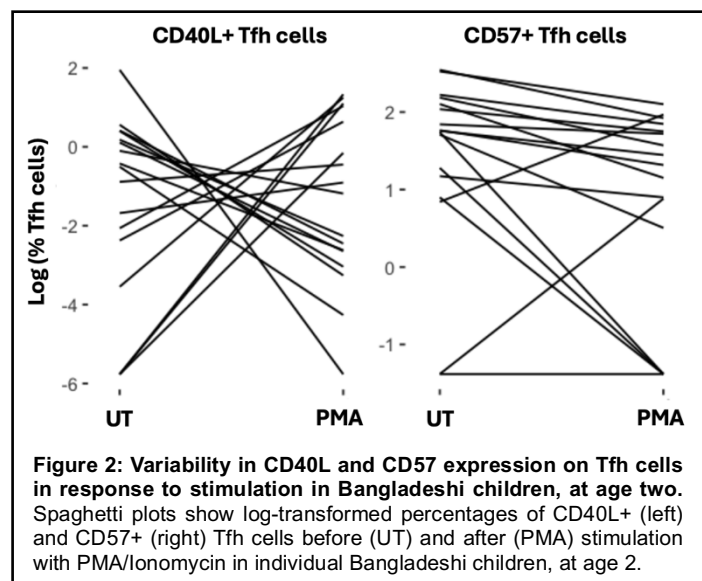 CD40L+ Tfh cells
CD57+ Tfh cells
Log (% Tfh cells)
2
0
-2
-4
-6
2
1
0
-1
UT
PMA
UT
PMA
Figure 2: Variability in CD40L and CD57 expression on Tfh cells
in response to stimulation in Bangladeshi children, at age two.
Spaghetti plots show log-transformed percentages of CD40L+ (left)
and CD57+ (right) Tfh cells before (UT) and after (PMA) stimulation
with PMA/Ionomycin in individual Bangladeshi children, at age 2.